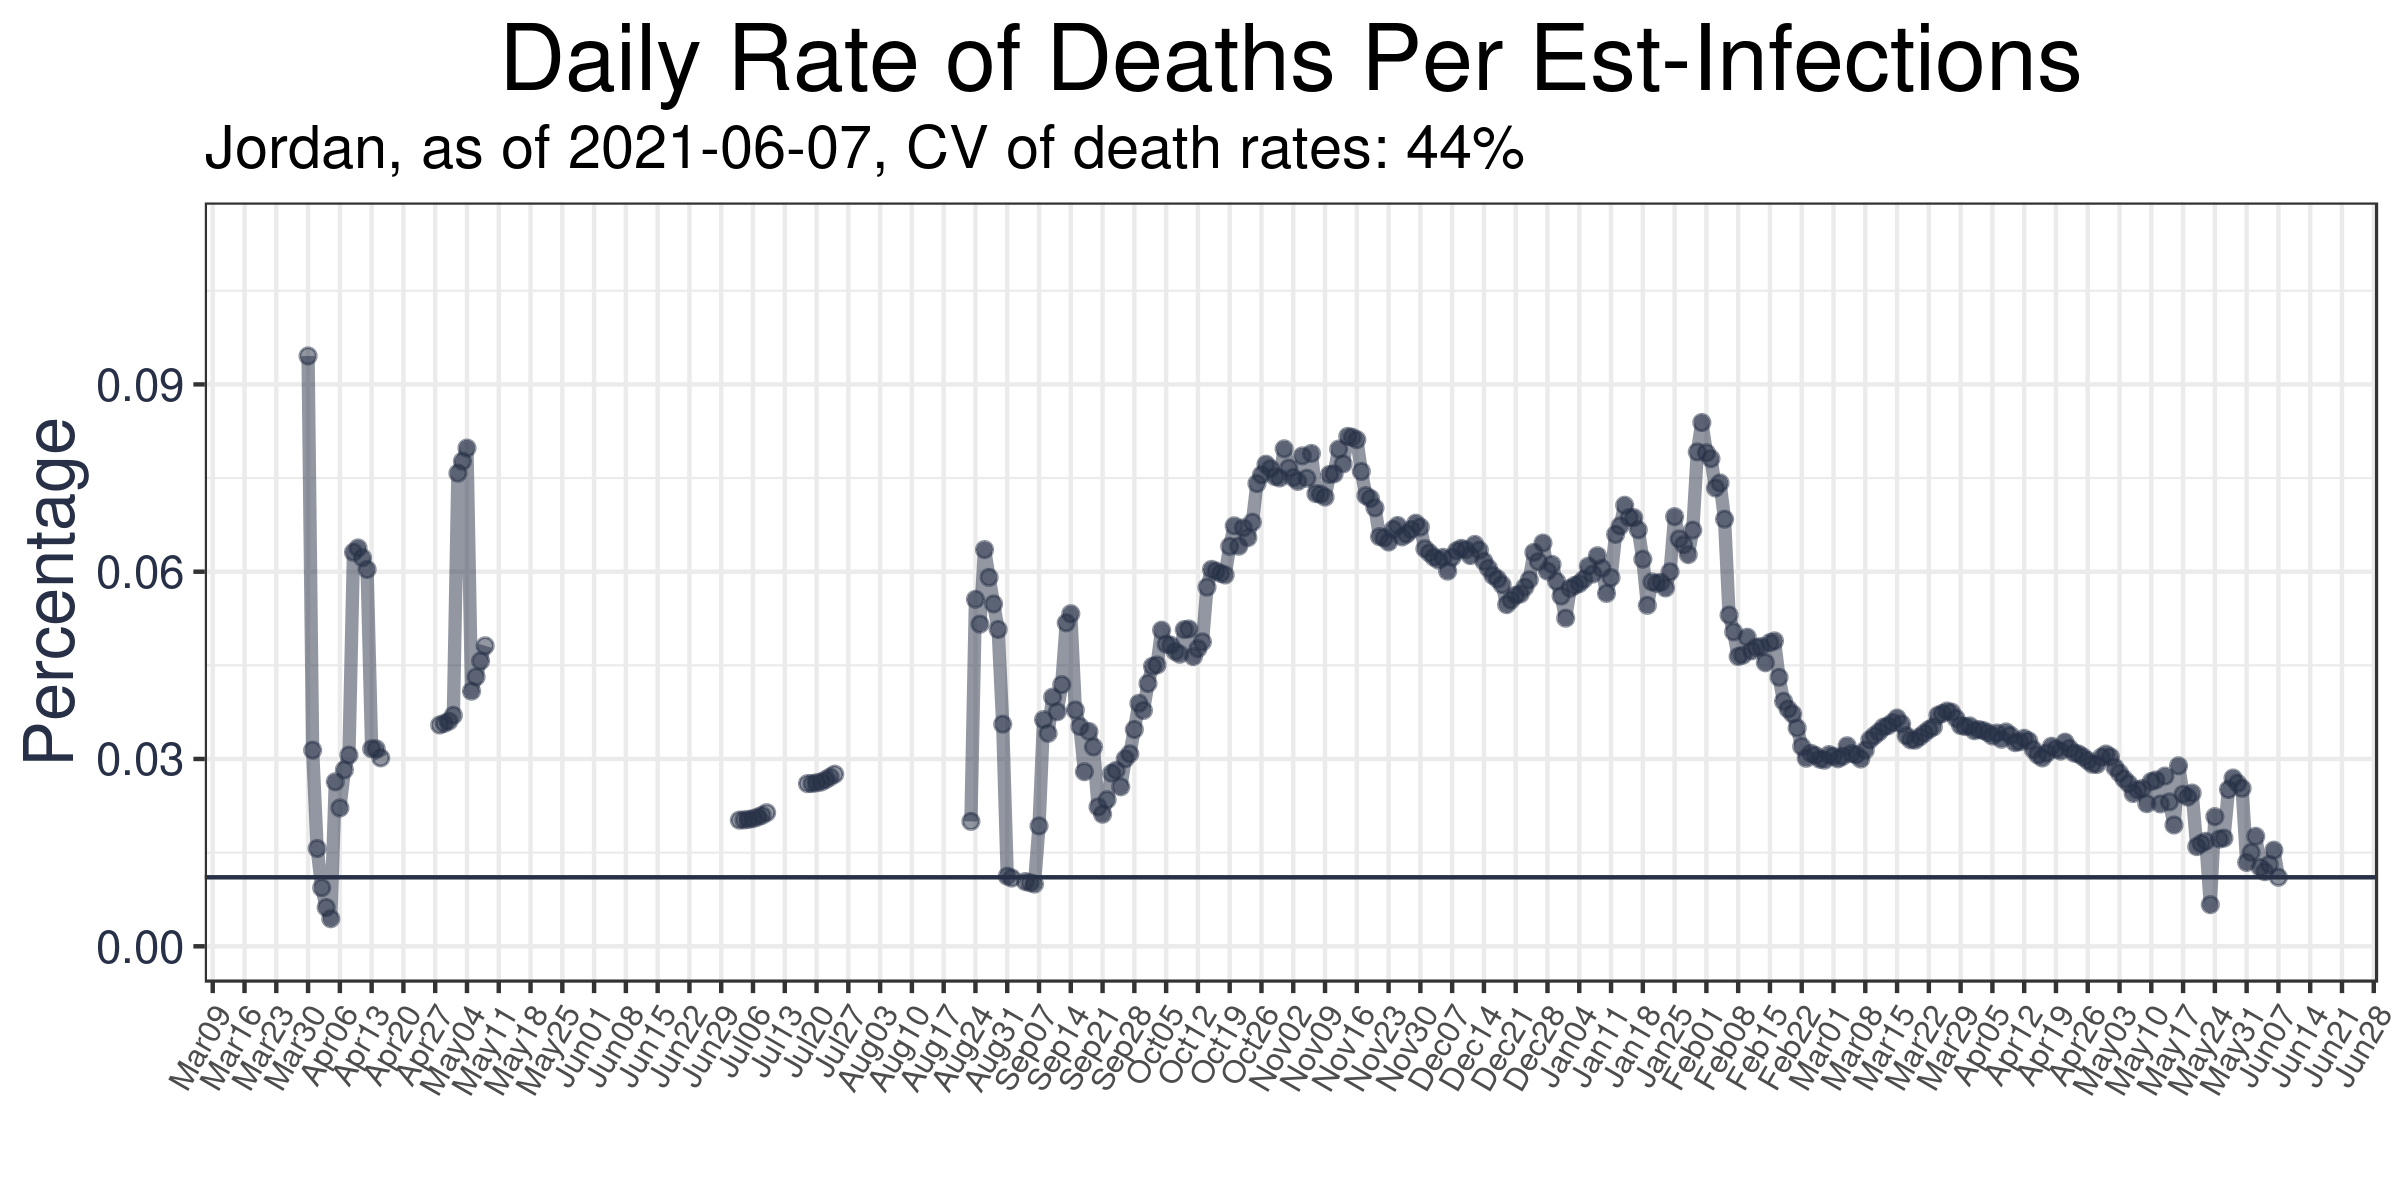 Daily Rate of Deaths Per Est-Infections
Jordan, as of 2021-06-07, CV of death rates: 44%
Percentage
0.09
0.06
0.03
0.00
Mar09
Mar16
Mar23
Mar30
Apr06
Apr13
Apr20
Apr27
May04
May11
May18
May25
Jun01
Jun08
Jun15
Jun22
Jun29
Jul06
Jul13
Jul20
Jul27
Aug03
Aug10
Aug17
Aug24
Aug31
Sep07
Sep14
Sep21
Sep28
Oct05
Oct12
Oct19
Oct26
Nov02
Nov09
Nov16
Nov23
Nov30
Dec07
Dec14
Dec21
Dec28
Jan04
Jan11
Jan18
Jan25
Feb01
Feb08
Feb15
Feb22
Mar01
Mar08
Mar15
Mar22
Mar29
Apr05
Apr12
Apr19
Apr26
May03
May10
May17
May24
May31
Jun07
Jun14
Jun21
Jun28